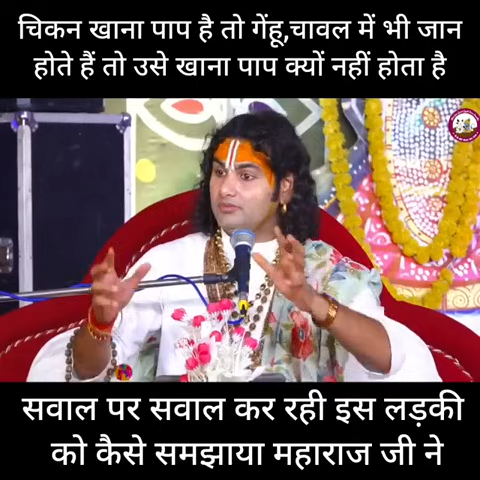 चिकन खाना पाप है तो गेंहू,चावल में भी जान
होते हैं तो उसे खाना पाप क्यों नहीं होता है
सवाल पर सवाल कर रही इस लड़की
को कैसे समझाया महाराज जी ने